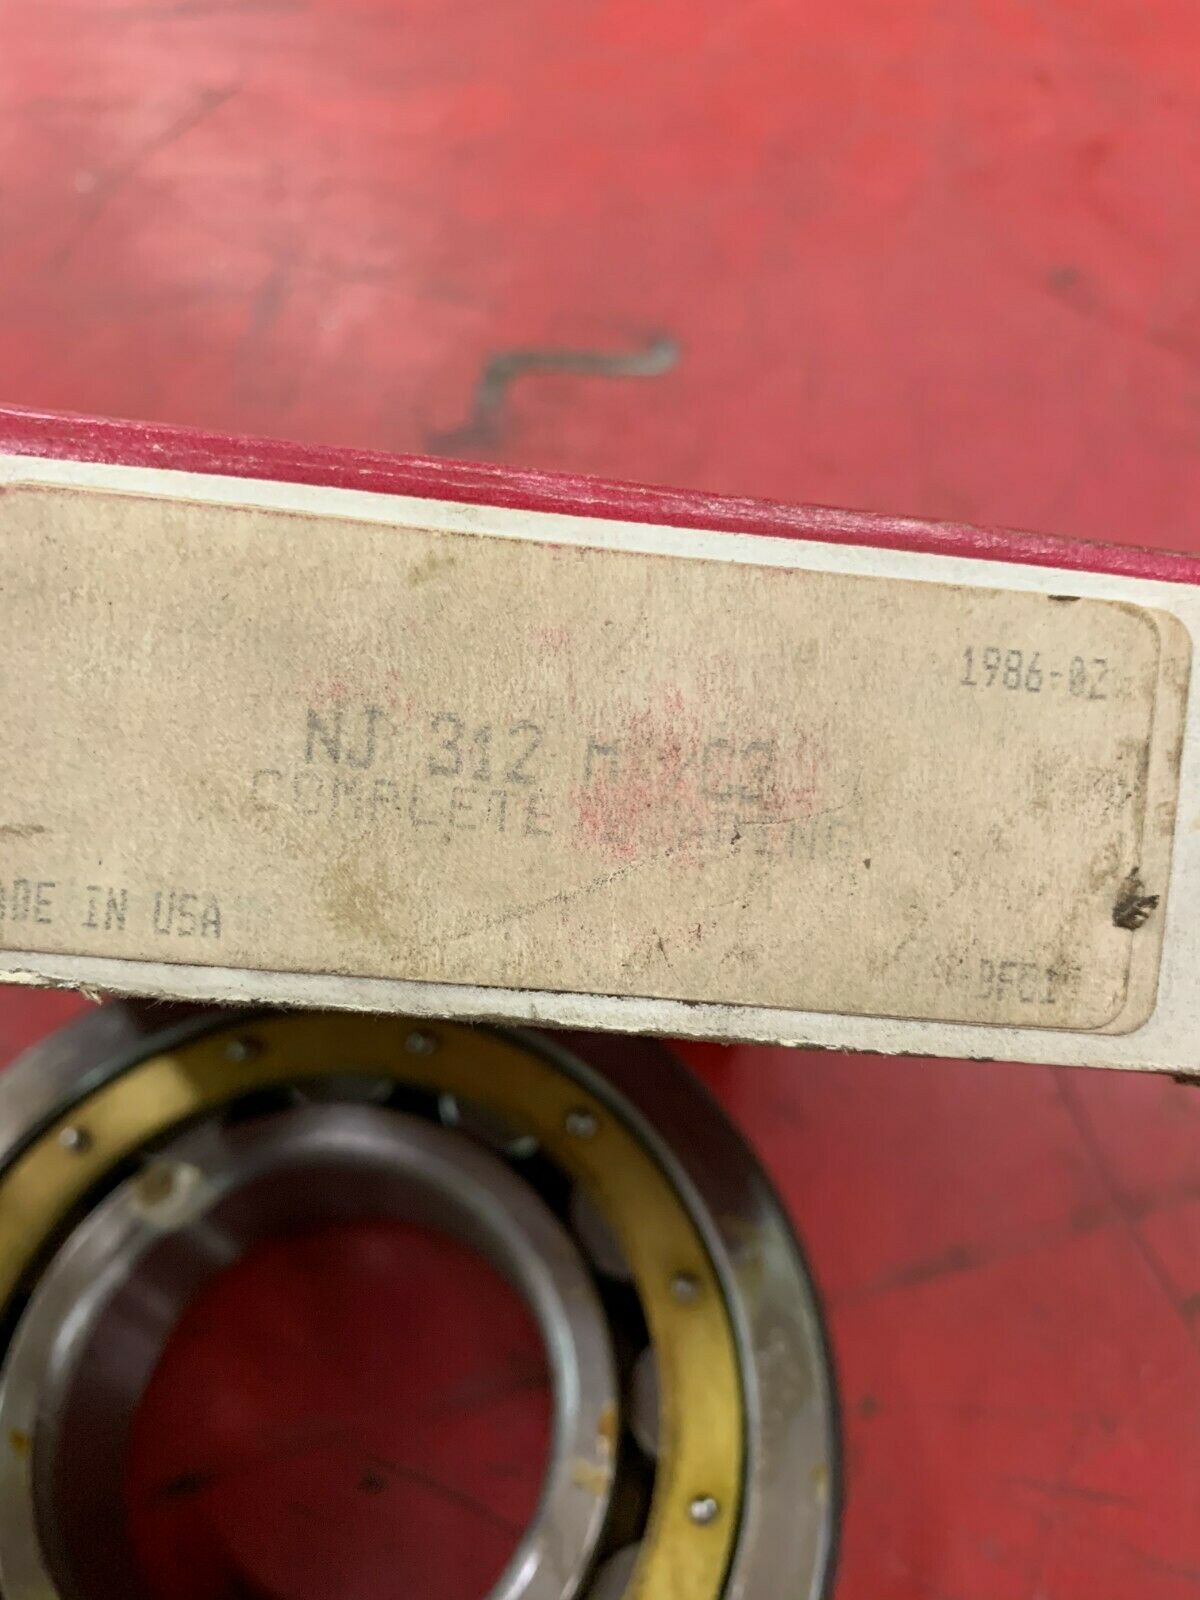 1986-02
NJ 312 M /C3
COMPLETE BEARING
ADE IN USA